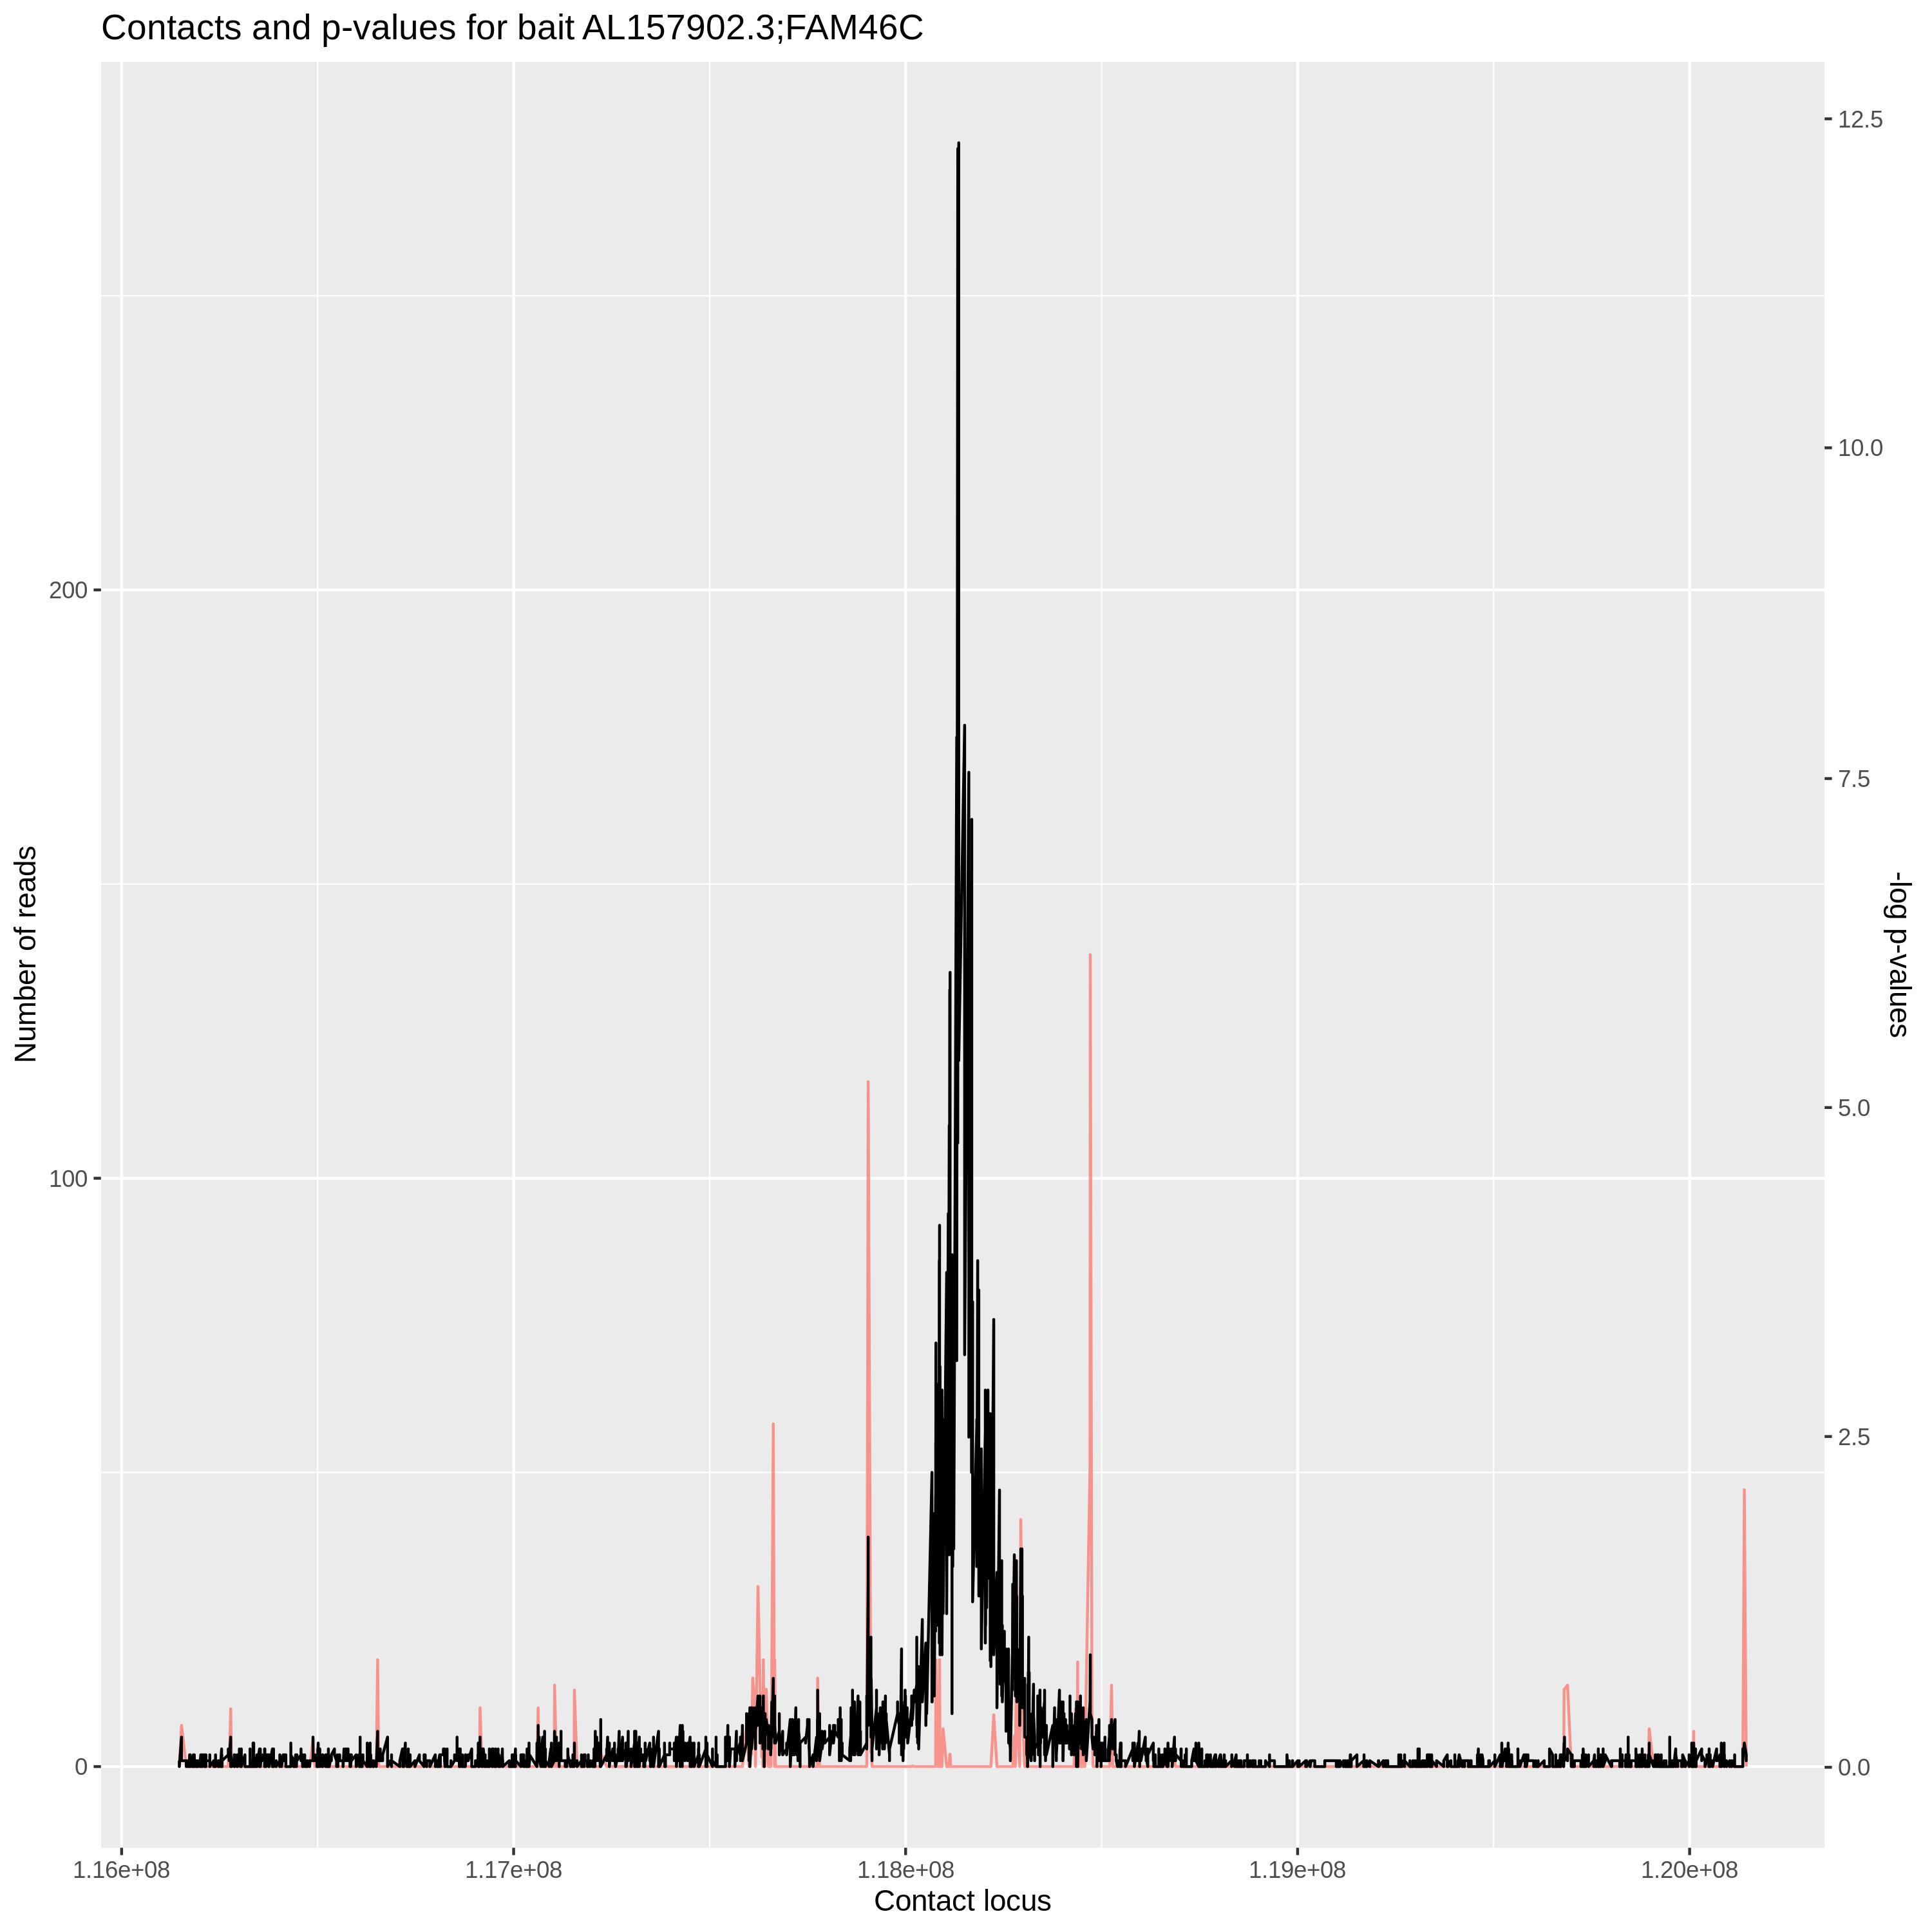 Contacts and p-values for bait AL157902.3;FAM46C
Number of reads
200
100
0
12.5
10.0
7.5
5.0
2.5
0.0
-log p-values
1.16e+08
1.17e+08
1.18e+08
1.19e+08
1.20e+08
Contact locus